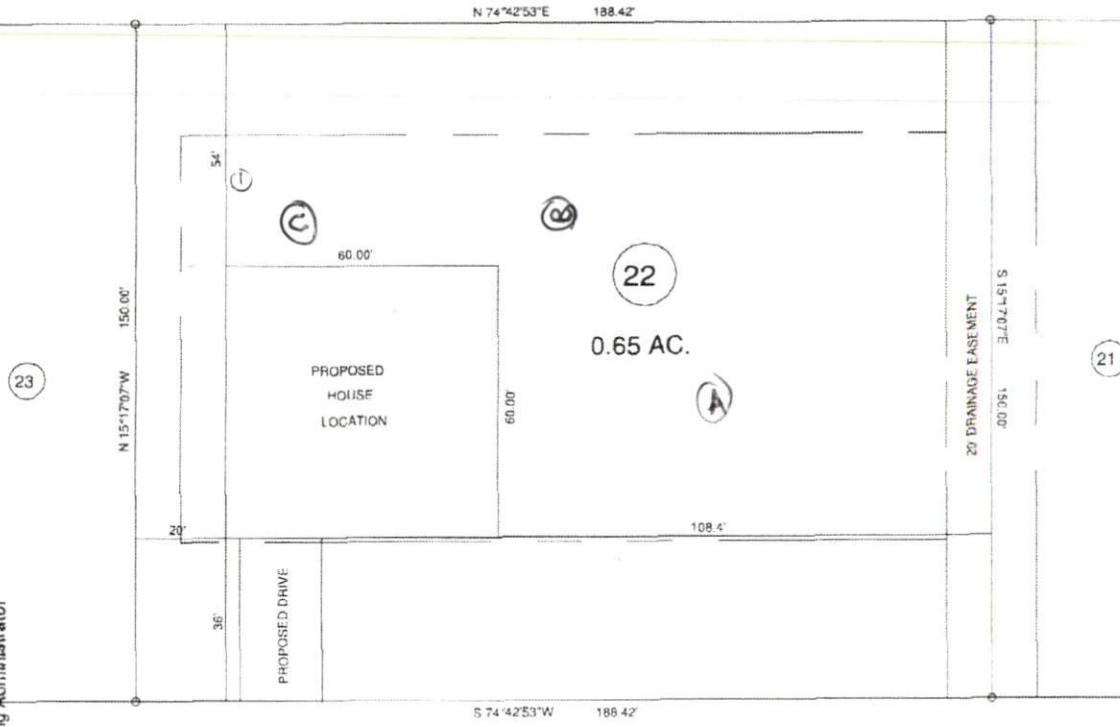 N 74°42'53"E 188.42'
54'
C
B
60.00'
22
0.65 AC.
N 15°17'07"W 150.00'
23
PROPOSED
HOUSE
LOCATION
60.00'
A
20' DRAINAGE EASEMENT
S 15°17'07"E 150.00'
21
20'
108.4'
36'
PROPOSED DRIVE
S 74°42'53"W 188.42'
Administrator